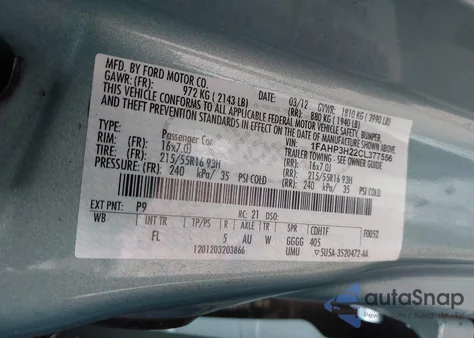 MFD. BY FORD MOTOR CO.
DATE: 03/12 GVWR: 1810 KG ( 3990 LB)
GAWR: (FR): 972 KG ( 2143 LB) (RR): 880 KG ( 1940 LB)
THIS VEHICLE CONFORMS TO ALL APPLICABLE FEDERAL MOTOR VEHICLE SAFETY, BUMPER,
AND THEFT PREVENTION STANDARDS IN EFFECT ON THE DATE OF MANUFACTURE SHOWN ABOVE.
VIN: 1FAHP3H22CL377556
TYPE: Passenger Car TRAILER TOWING - SEE OWNER GUIDE
RIM: (FR): 16x7.0J (RR): 16x7.0J
TIRE: (FR): 215/55R16 93H (RR): 215/55R16 93H
PRESSURE: (FR): 240 kPa/ 35 PSI COLD (RR): 240 kPa/ 35 PSI COLD
EXT PNT: P9 RC: 21 DSO: F0052
WB INT TR TP/PS R AXLE TR SPR CDH1F
FL 5 AU W GGGG 405
1201203203866 UMU 5USA-3520472-AA
autoSnap